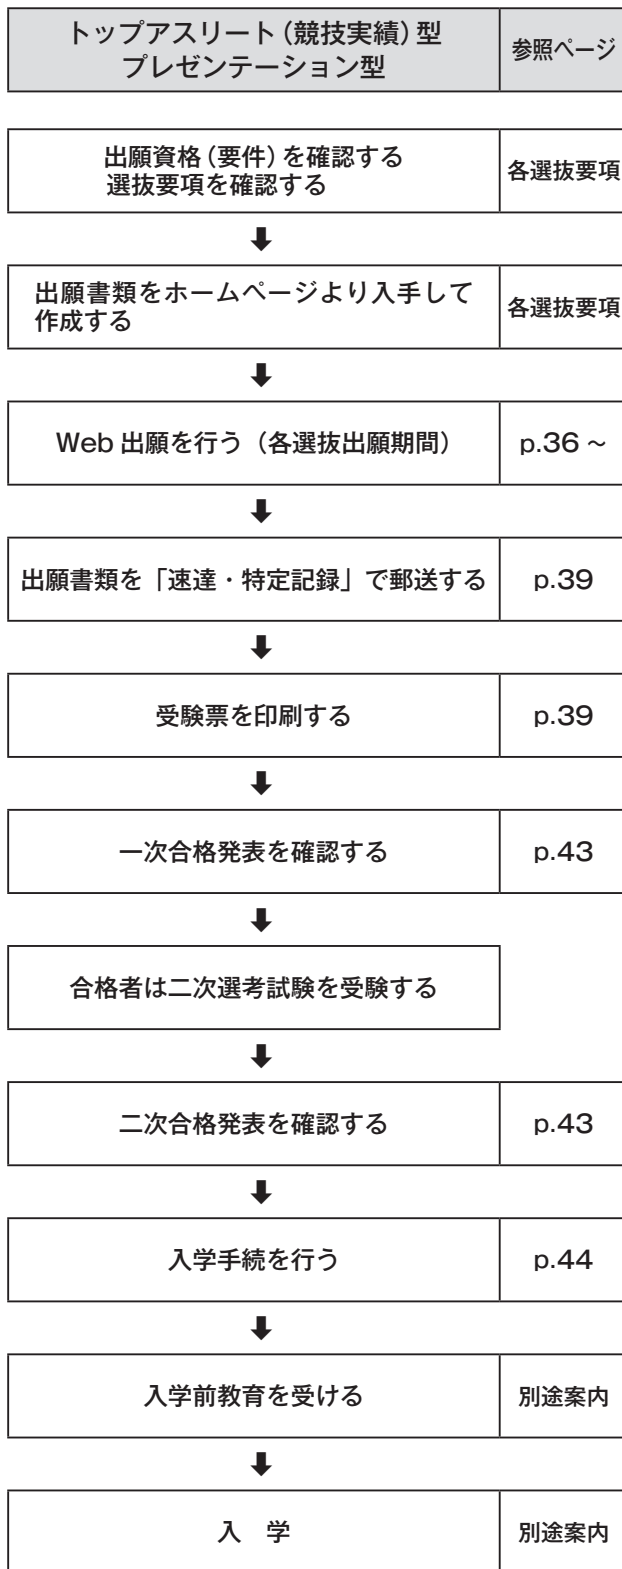 トップアスリート（競技実績）型
プレゼンテーション型
参照ページ
出願資格（要件）を確認する
選抜要項を確認する
各選抜要項
出願書類をホームページより入手して
作成する
各選抜要項
Web 出願を行う（各選抜出願期間）
p.36 ~
出願書類を「速達・特定記録」で郵送する
p.39
受験票を印刷する
p.39
一次合格発表を確認する
p.43
合格者は二次選考試験を受験する
二次合格発表を確認する
p.43
入学手続を行う
p.44
入学前教育を受ける
別途案内
入　学
別途案内